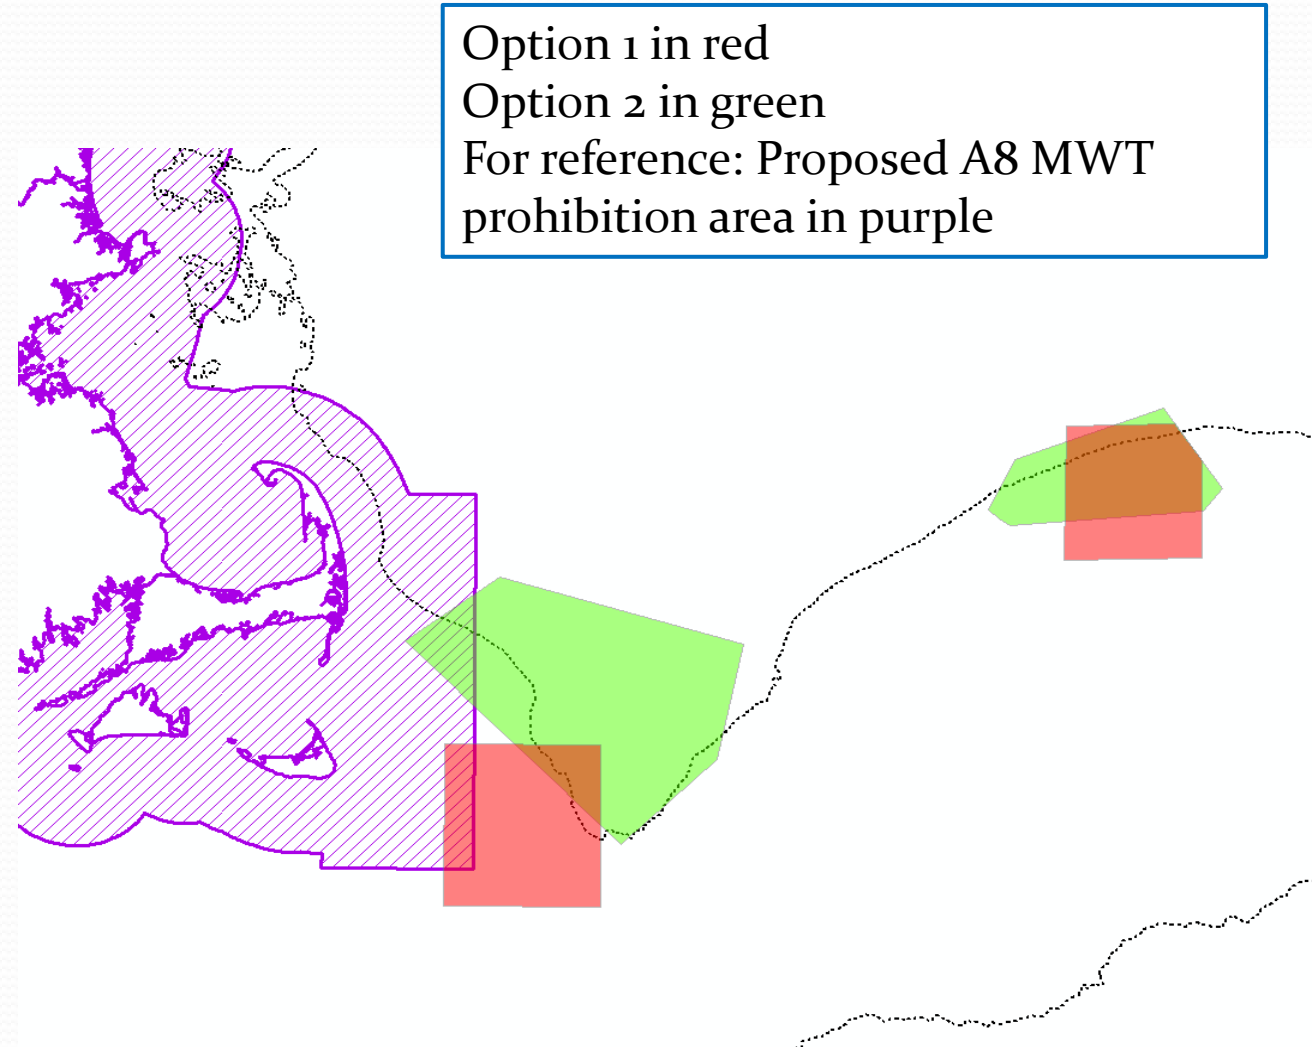 Option 1 in red
Option 2 in green
For reference: Proposed A8 MWT
prohibition area in purple